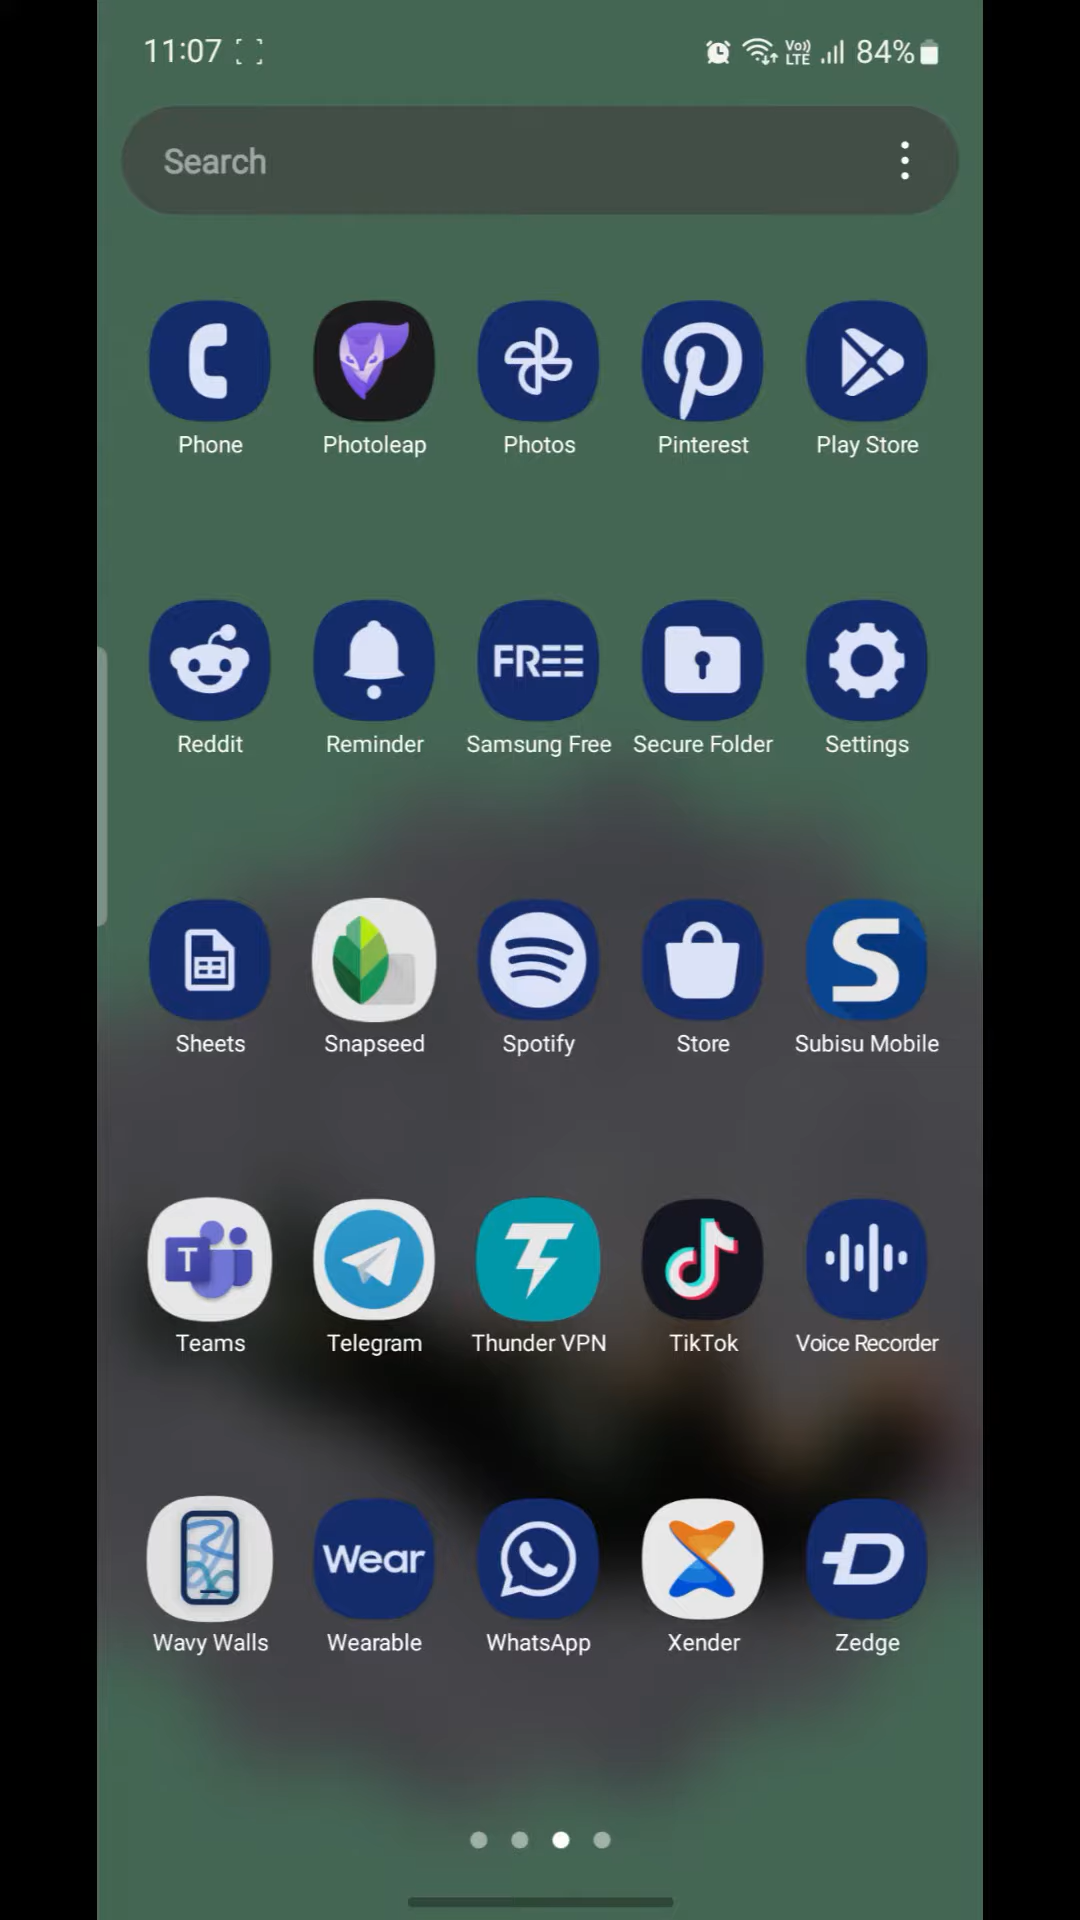 11:07 Vo)) LTE 84%
Search
Phone Photoleap Photos Pinterest Play Store
FREE
Reddit Reminder Samsung Free Secure Folder Settings
S
Sheets Snapseed Spotify Store Subisu Mobile
T
Teams Telegram Thunder VPN TikTok Voice Recorder
Wear
Wavy Walls Wearable WhatsApp Xender Zedge